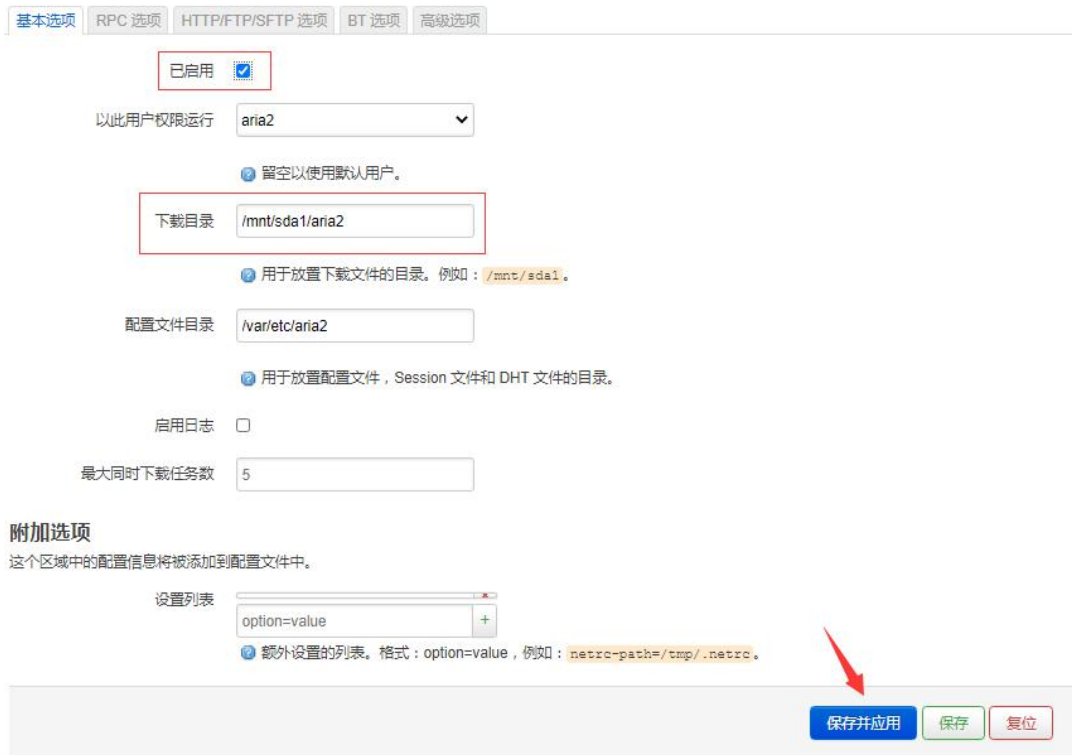 基本选项 RPC 选项 HTTP/FTP/SFTP 选项 BT 选项 高级选项
已启用
以此用户权限运行 aria2
留空以使用默认用户。
下载目录 /mnt/sda1/aria2
用于放置下载文件的目录。例如：/mnt/sda1。
配置文件目录 /var/etc/aria2
用于放置配置文件，Session 文件和 DHT 文件的目录。
启用日志
最大同时下载任务数 5
附加选项
这个区域中的配置信息将被添加到配置文件中。
设置列表
option=value +
额外设置的列表。格式：option=value，例如：netrc-path=/tmp/.netrc。
保存并应用 保存 复位